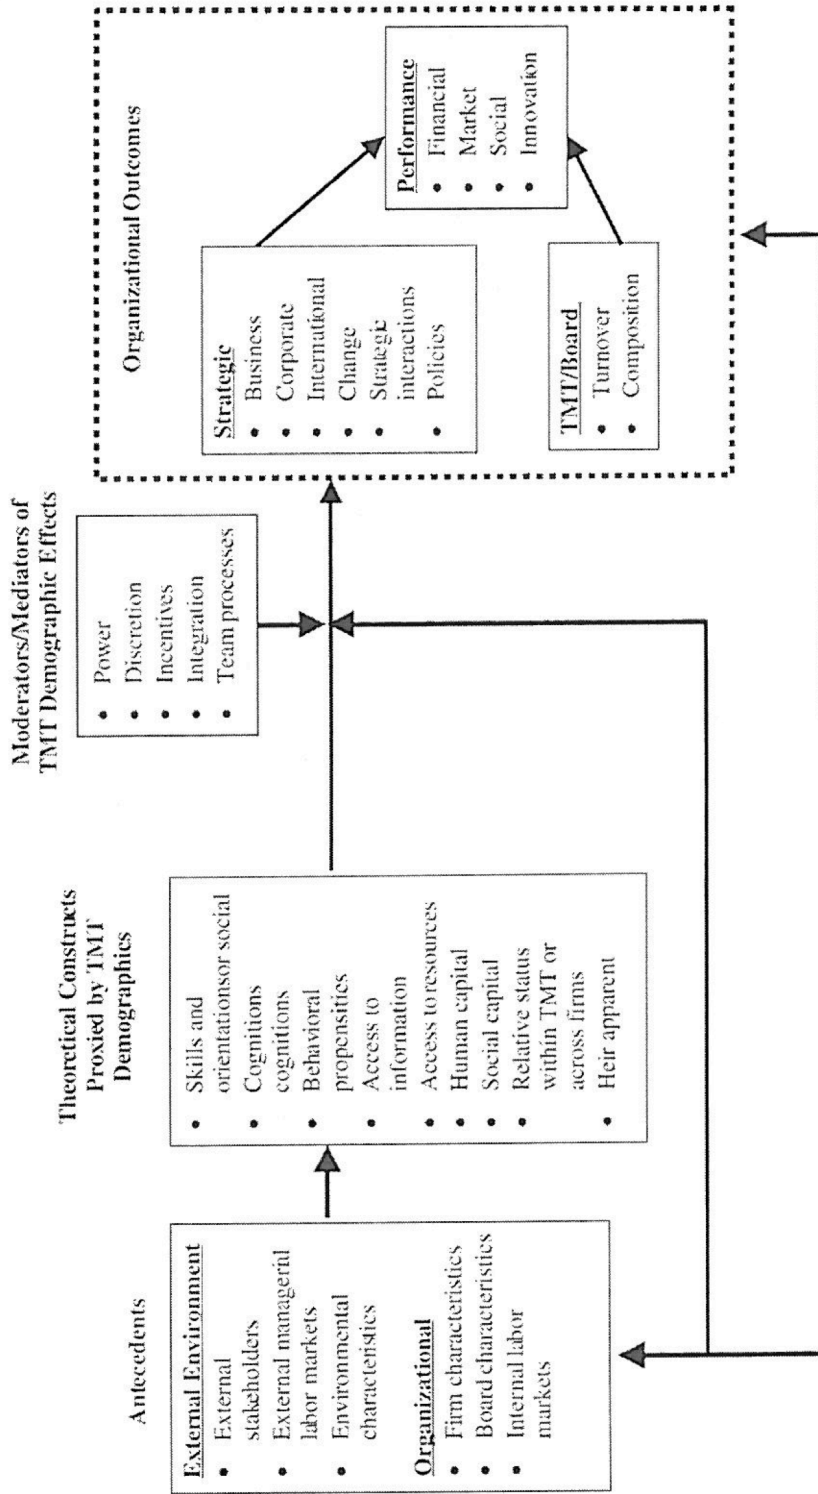 Antecedents
External Environment
• External
stakeholders
• External managerial
labor markets
• Environmental
characteristics
Organizational
• Firm characteristics
• Board characteristics
• Internal labor
markets
Theoretical Constructs
Proxied by TMT
Demographics
• Skills and
orientationsor social
• Cognitions
cognitions
• Behavioral
propensities
• Access to
information
• Access to resources
• Human capital
• Social capital
• Relative status
within TMT or
across firms
• Heir apparent
Moderators/Mediators of
TMT Demographic Effects
• Power
• Discretion
• Incentives
• Integration
• Team processes
Organizational Outcomes
Strategic
• Business
• Corporate
• International
• Change
• Strategic
interactions
• Policies
TMT/Board
• Turnover
• Composition
Performance
• Financial
• Market
• Social
• Innovation